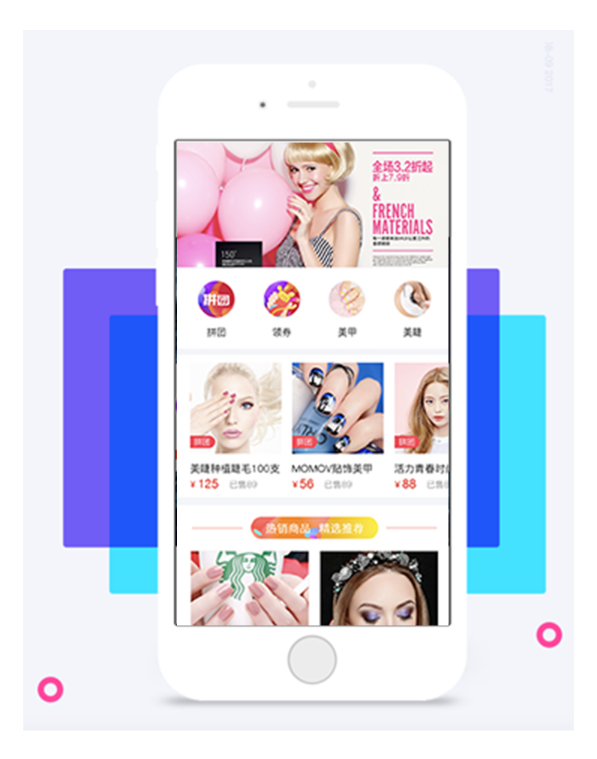 全场3.2折起
折上7.9折
&
FRENCH
MATERIALS
150°
拼团
拼团 领券 美甲 美睫
拼团 拼团 拼团
美睫种植睫毛100支 MOMOV贴饰美甲 活力青春时
¥125 已售89 ¥56 已售89 ¥88 已售
热销商品 精选推荐